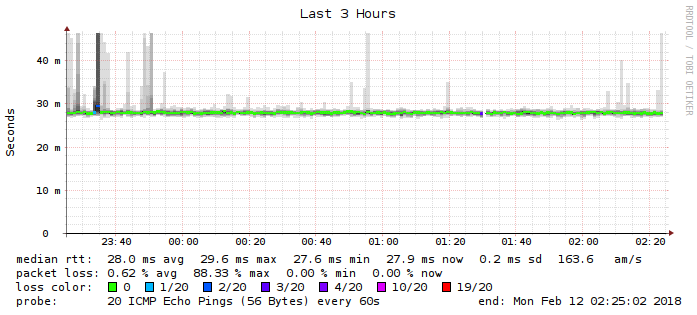 Last 3 Hours
RRDTOOL / TOBI OETIKER
Seconds
40 m
30 m
20 m
10 m
0
23:40 00:00 00:20 00:40 01:00 01:20 01:40 02:00 02:20
median rtt: 28.0 ms avg 29.6 ms max 27.6 ms min 27.9 ms now 0.2 ms sd 163.6 am/s
packet loss: 0.62 % avg 88.33 % max 0.00 % min 0.00 % now
loss color: 0 1/20 2/20 3/20 4/20 10/20 19/20
probe: 20 ICMP Echo Pings (56 Bytes) every 60s end: Mon Feb 12 02:25:02 2018